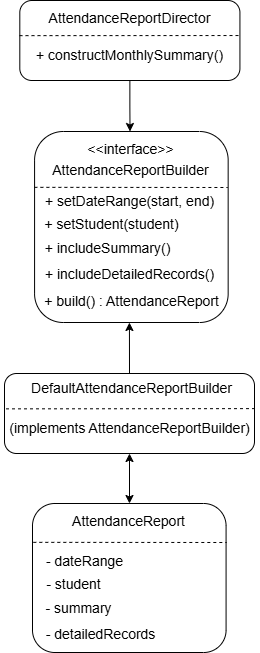 AttendanceReportDirector
+ constructMonthlySummary()
<<interface>>
AttendanceReportBuilder
+ setDateRange(start, end)
+ setStudent(student)
+ includeSummary()
+ includeDetailedRecords()
+ build() : AttendanceReport
DefaultAttendanceReportBuilder
(implements AttendanceReportBuilder)
AttendanceReport
- dateRange
- student
- summary
- detailedRecords